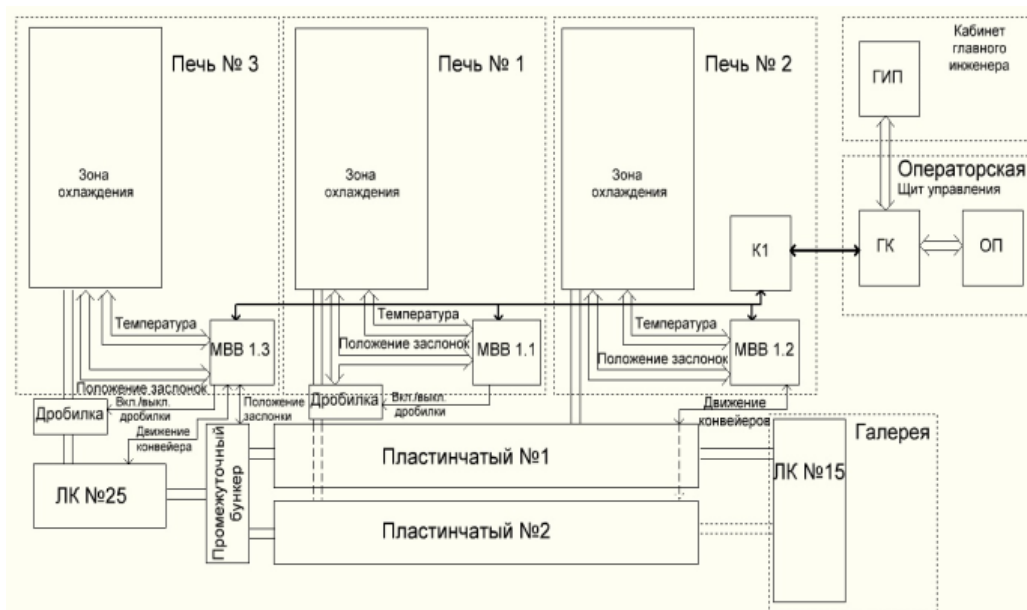 Печь № 3
Зона
охлаждения
Температура
МВВ 1.3
Положение заслонок
Дробилка
Вкл./выкл.
дробилки
Положение
заслонки
Движение
конвейера
ЛК №25
Промежуточный
бункер
Печь № 1
Зона
охлаждения
Температура
Положение заслонок
МВВ 1.1
Дробилка
Вкл./выкл.
дробилки
Печь № 2
Зона
охлаждения
К1
Температура
Положение заслонок
МВВ 1.2
Движение
конвейеров
Пластинчатый №1
Пластинчатый №2
Кабинет
главного
инженера
ГИП
Операторская
Щит управления
ГК
ОП
Галерея
ЛК №15